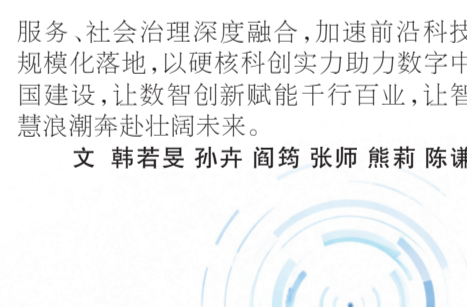 服务、社会治理深度融合,加速前沿科技
规模化落地,以硬核科创实力助力数字中
国建设,让数智创新赋能千行百业,让智
慧浪潮奔赴壮阔未来。
文 韩若旻 孙卉 阎筠 张师 熊莉 陈谦